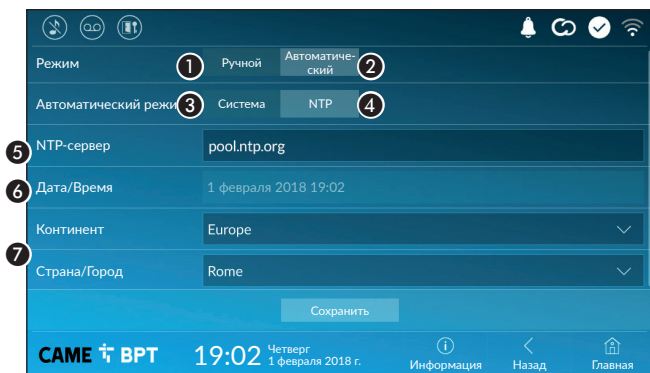 Режим
1 Ручной Автоматиче-
ский 2
Автоматический режи 3 Система NTP 4
5 NTP-сервер pool.ntp.org
6 Дата/Время 1 февраля 2018 19:02
Континент Europe
7
Страна/Город Rome
Сохранить
CAME BPT 19:02 Четверг
1 февраля 2018 г.
Информация Назад Главная